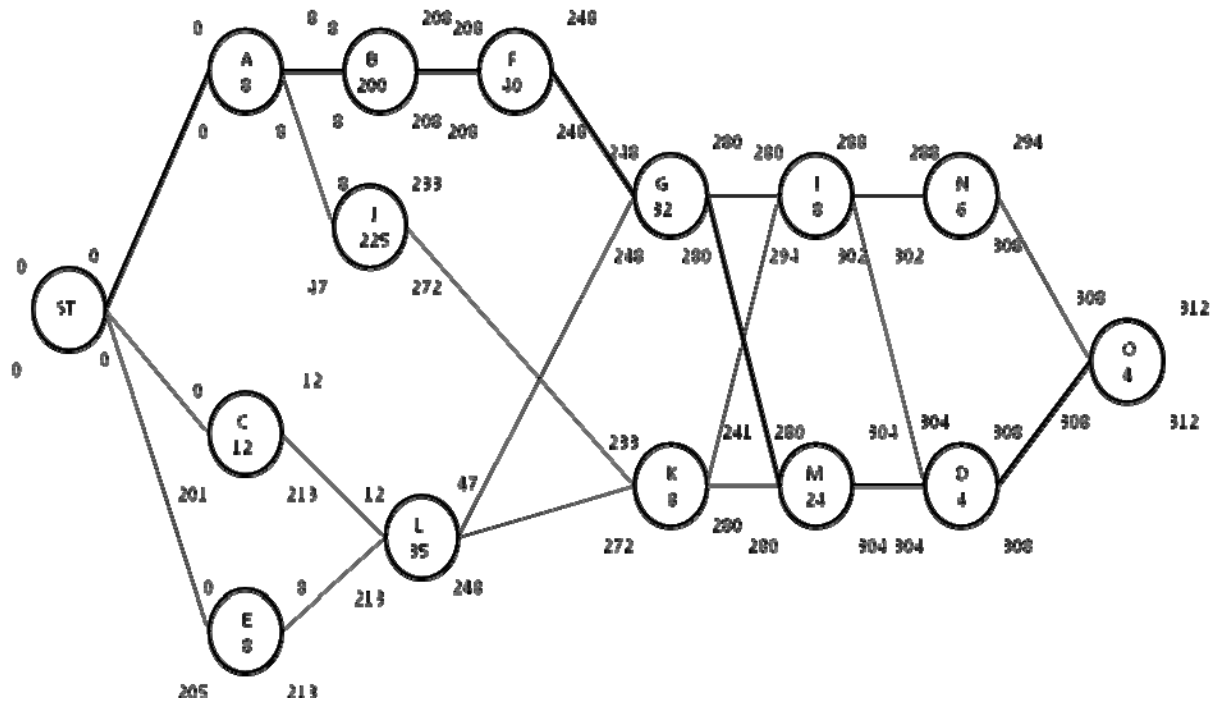 0 8 8 208 208 248
A B F
8 200 40
0 8 8 208 208 248
248 280 280 288 288 294
8 233
J
225
G I N
32 8 6
47 272
248 280 294 302 302 308
0 0
ST
0 0
308 312
O
4
308 312
0 12
C
12
201 213
12 47
L
35
213 248
233 241 280 304 304 308
K M D
8 24 4
272 280 280 304 304 308
0 8
E
8
205 213